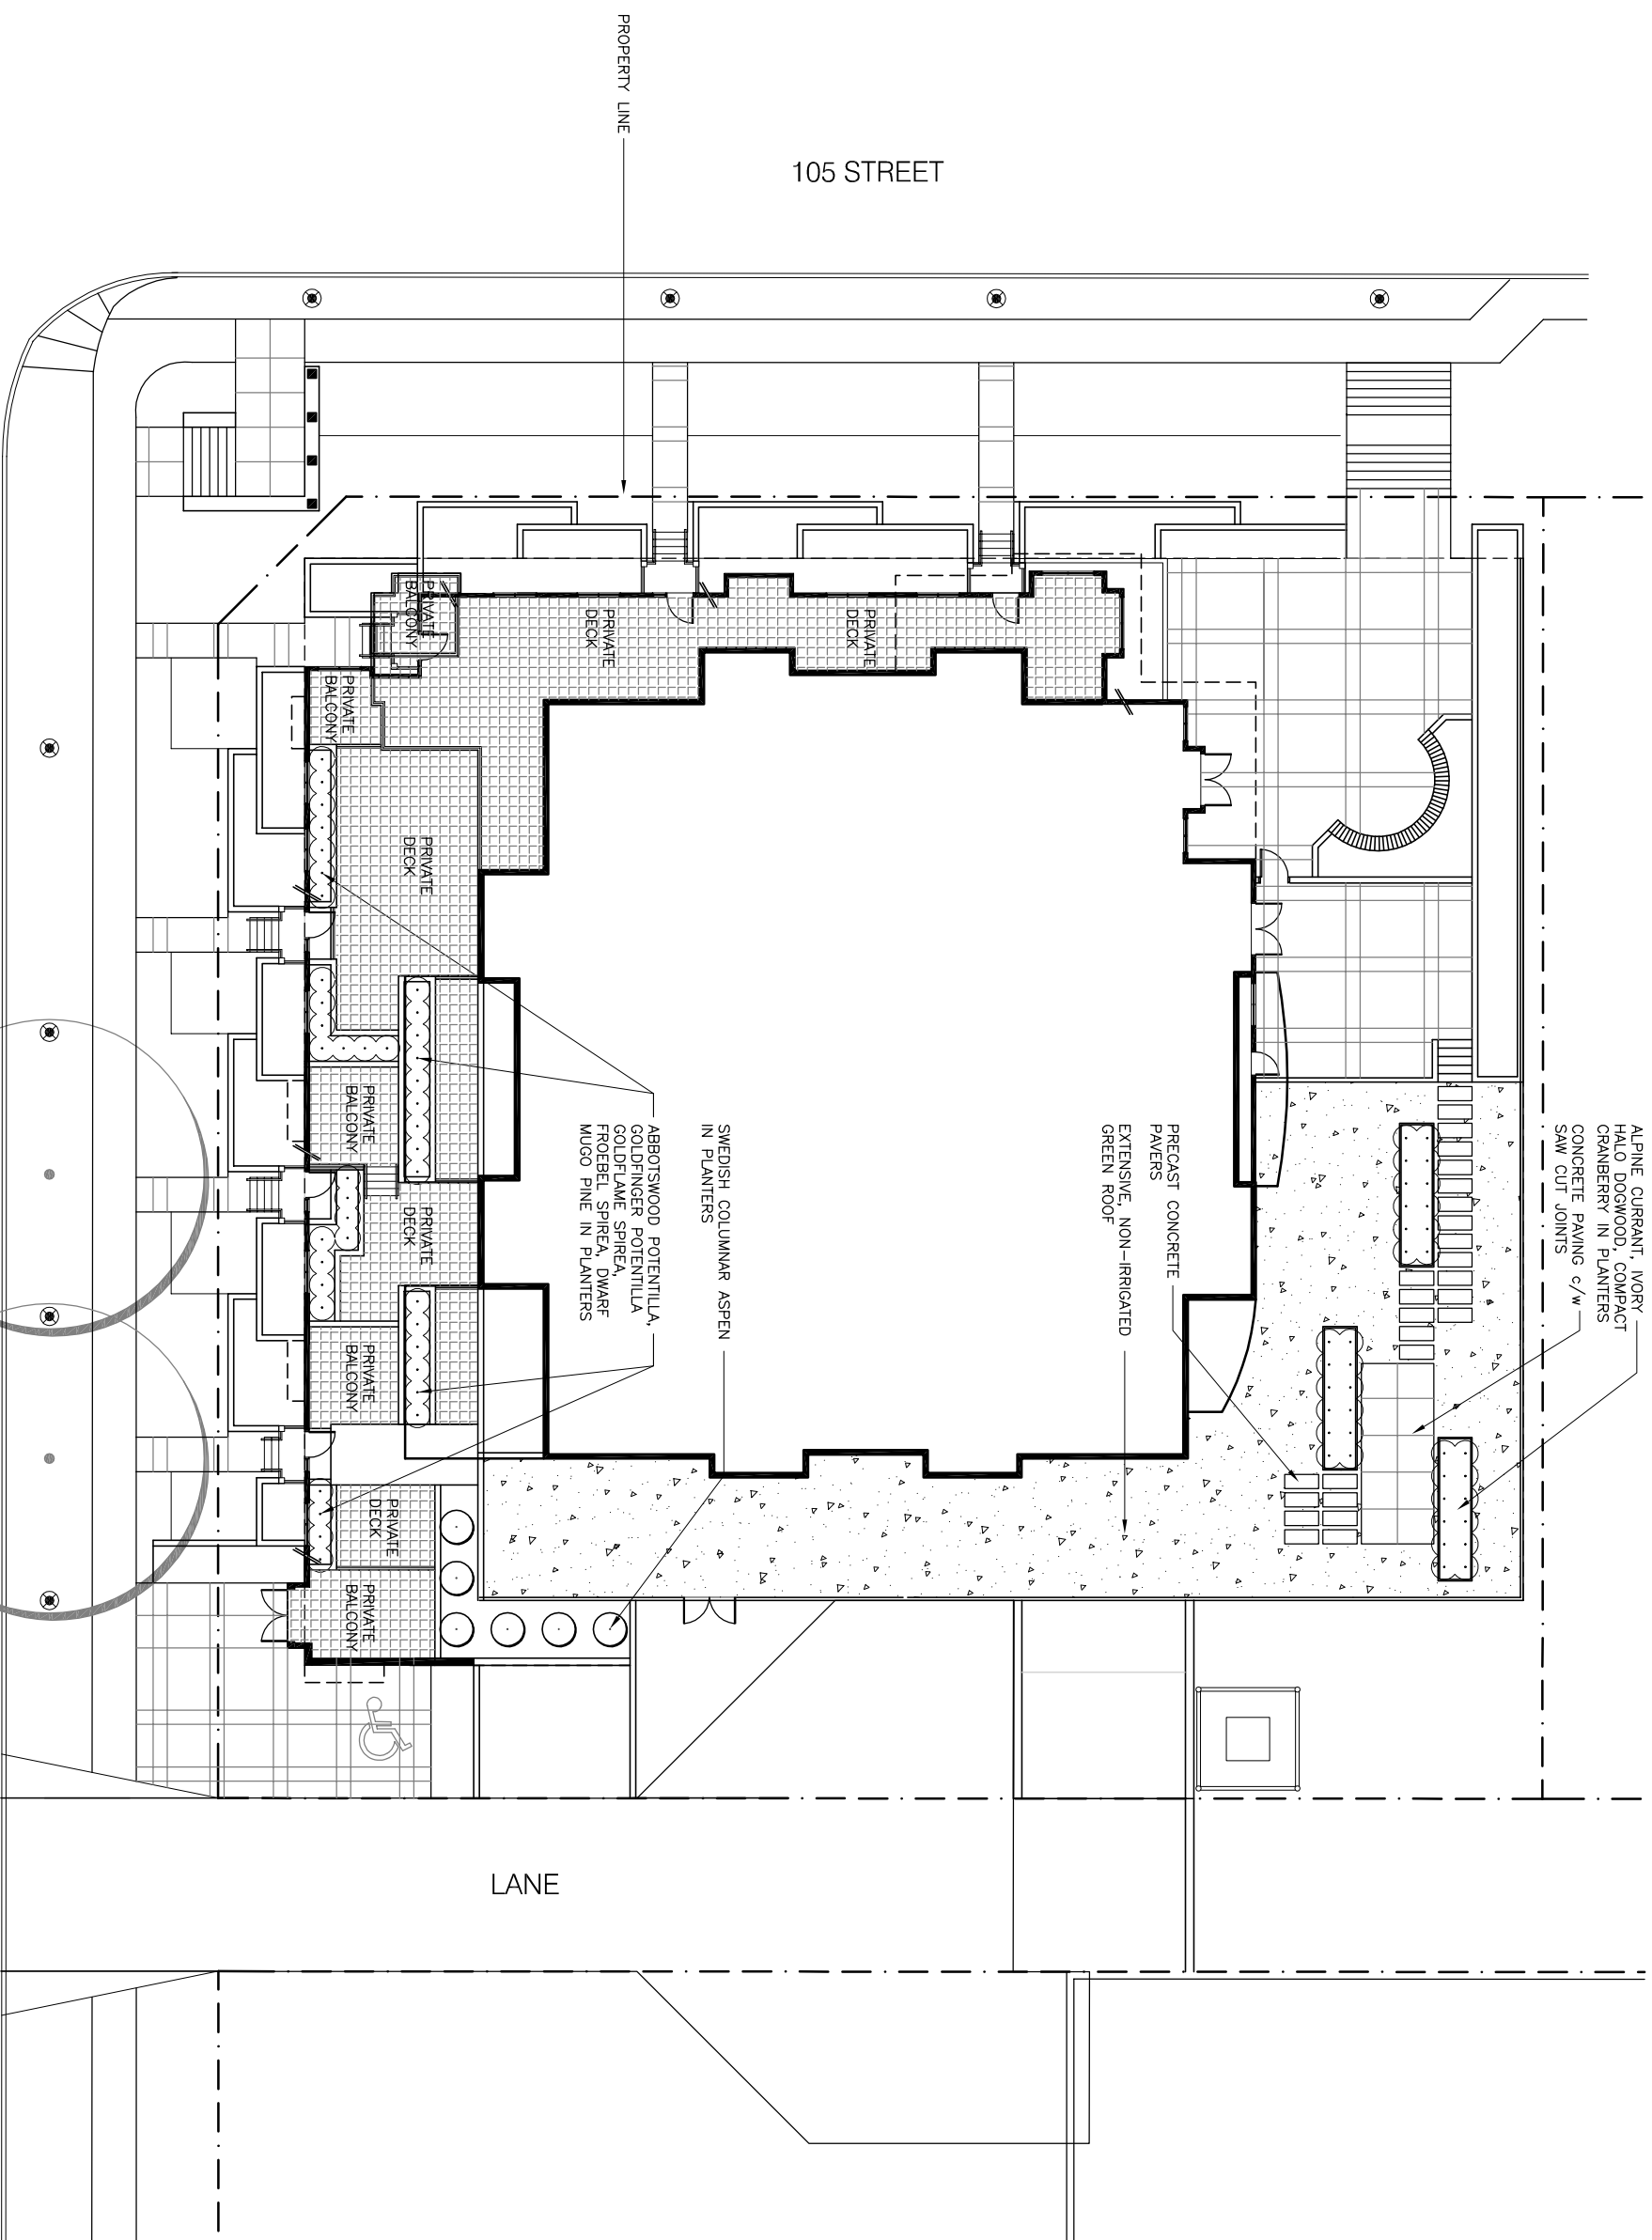 105 STREET
PROPERTY LINE
PRIVATE
BALCONY
PRIVATE
DECK
PRIVATE
DECK
PRIVATE
BALCONY
PRIVATE
DECK
PRIVATE
BALCONY
PRIVATE
DECK
PRIVATE
BALCONY
PRIVATE
DECK
PRIVATE
BALCONY
ALPINE CURRANT, IVORY
HALO DOGWOOD, COMPACT
CRANBERRY IN PLANTERS
CONCRETE PAVING c/w
SAW CUT JOINTS
PRECAST CONCRETE
PAVERS
EXTENSIVE, NON-IRRIGATED
GREEN ROOF
SWEDISH COLUMNAR ASPEN
IN PLANTERS
ABBOTSWOOD POTENTILLA,
GOLDFINGER POTENTILLA
GOLDFLAME SPIREA,
FROEBEL SPIREA, DWARF
MUGO PINE IN PLANTERS
LANE